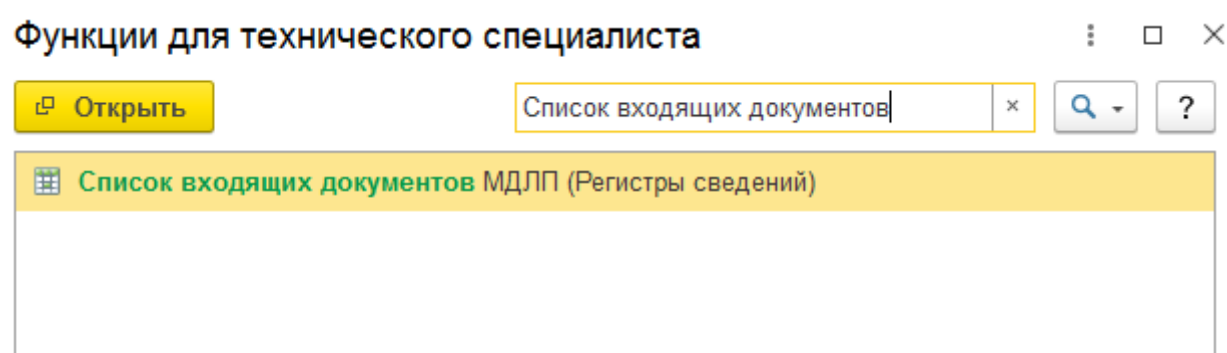 Функции для технического специалиста
Открыть
Список входящих документов
?
Список входящих документов МДЛП (Регистры сведений)